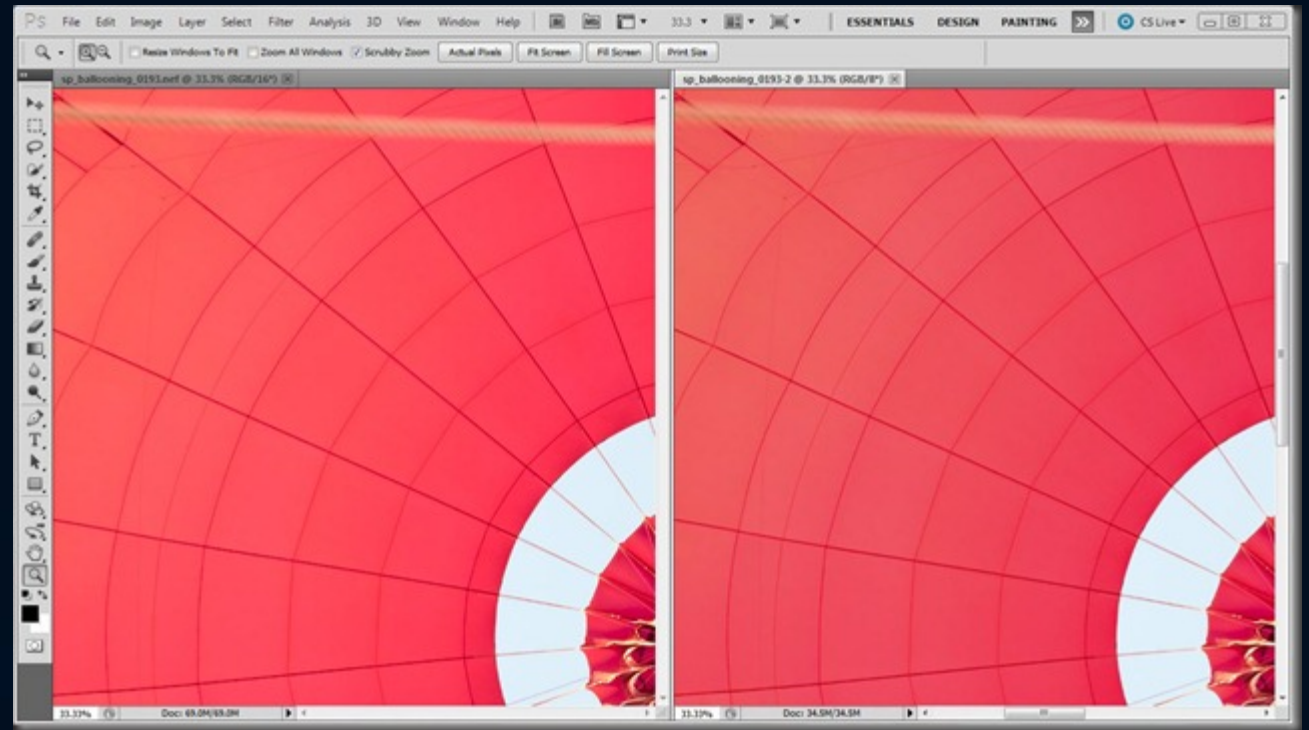 Ps File Edit Image Layer Select Filter Analysis 3D View Window Help Br Mb 33.3 ESSENTIALS DESIGN PAINTING >> CS Live
Resize Windows To Fit Zoom All Windows Scrubby Zoom Actual Pixels Fit Screen Fill Screen Print Size
sp_ballooning_0193.nef @ 33.3% (RGB/16*) sp_ballooning_0193-2 @ 33.3% (RGB/8*)
T
33.33% Doc: 69.0M/69.0M 33.33% Doc: 34.5M/34.5M